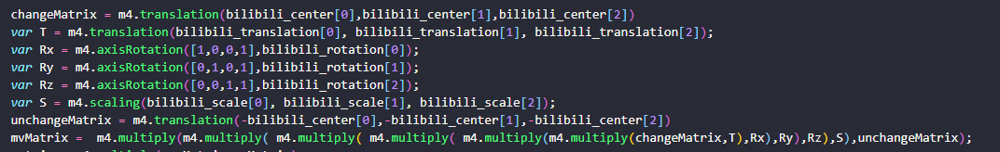 changeMatrix = m4.translation(bilibili_center[0],bilibili_center[1],bilibili_center[2])
var T = m4.translation(bilibili_translation[0], bilibili_translation[1], bilibili_translation[2]);
var Rx = m4.axisRotation([1,0,0,1],bilibili_rotation[0]);
var Ry = m4.axisRotation([0,1,0,1],bilibili_rotation[1]);
var Rz = m4.axisRotation([0,0,1,1],bilibili_rotation[2]);
var S = m4.scaling(bilibili_scale[0], bilibili_scale[1], bilibili_scale[2]);
unchangeMatrix = m4.translation(-bilibili_center[0],-bilibili_center[1],-bilibili_center[2])
mvMatrix =  m4.multiply(m4.multiply( m4.multiply( m4.multiply( m4.multiply(m4.multiply(changeMatrix,T),Rx),Ry),Rz),S),unchangeMatrix);